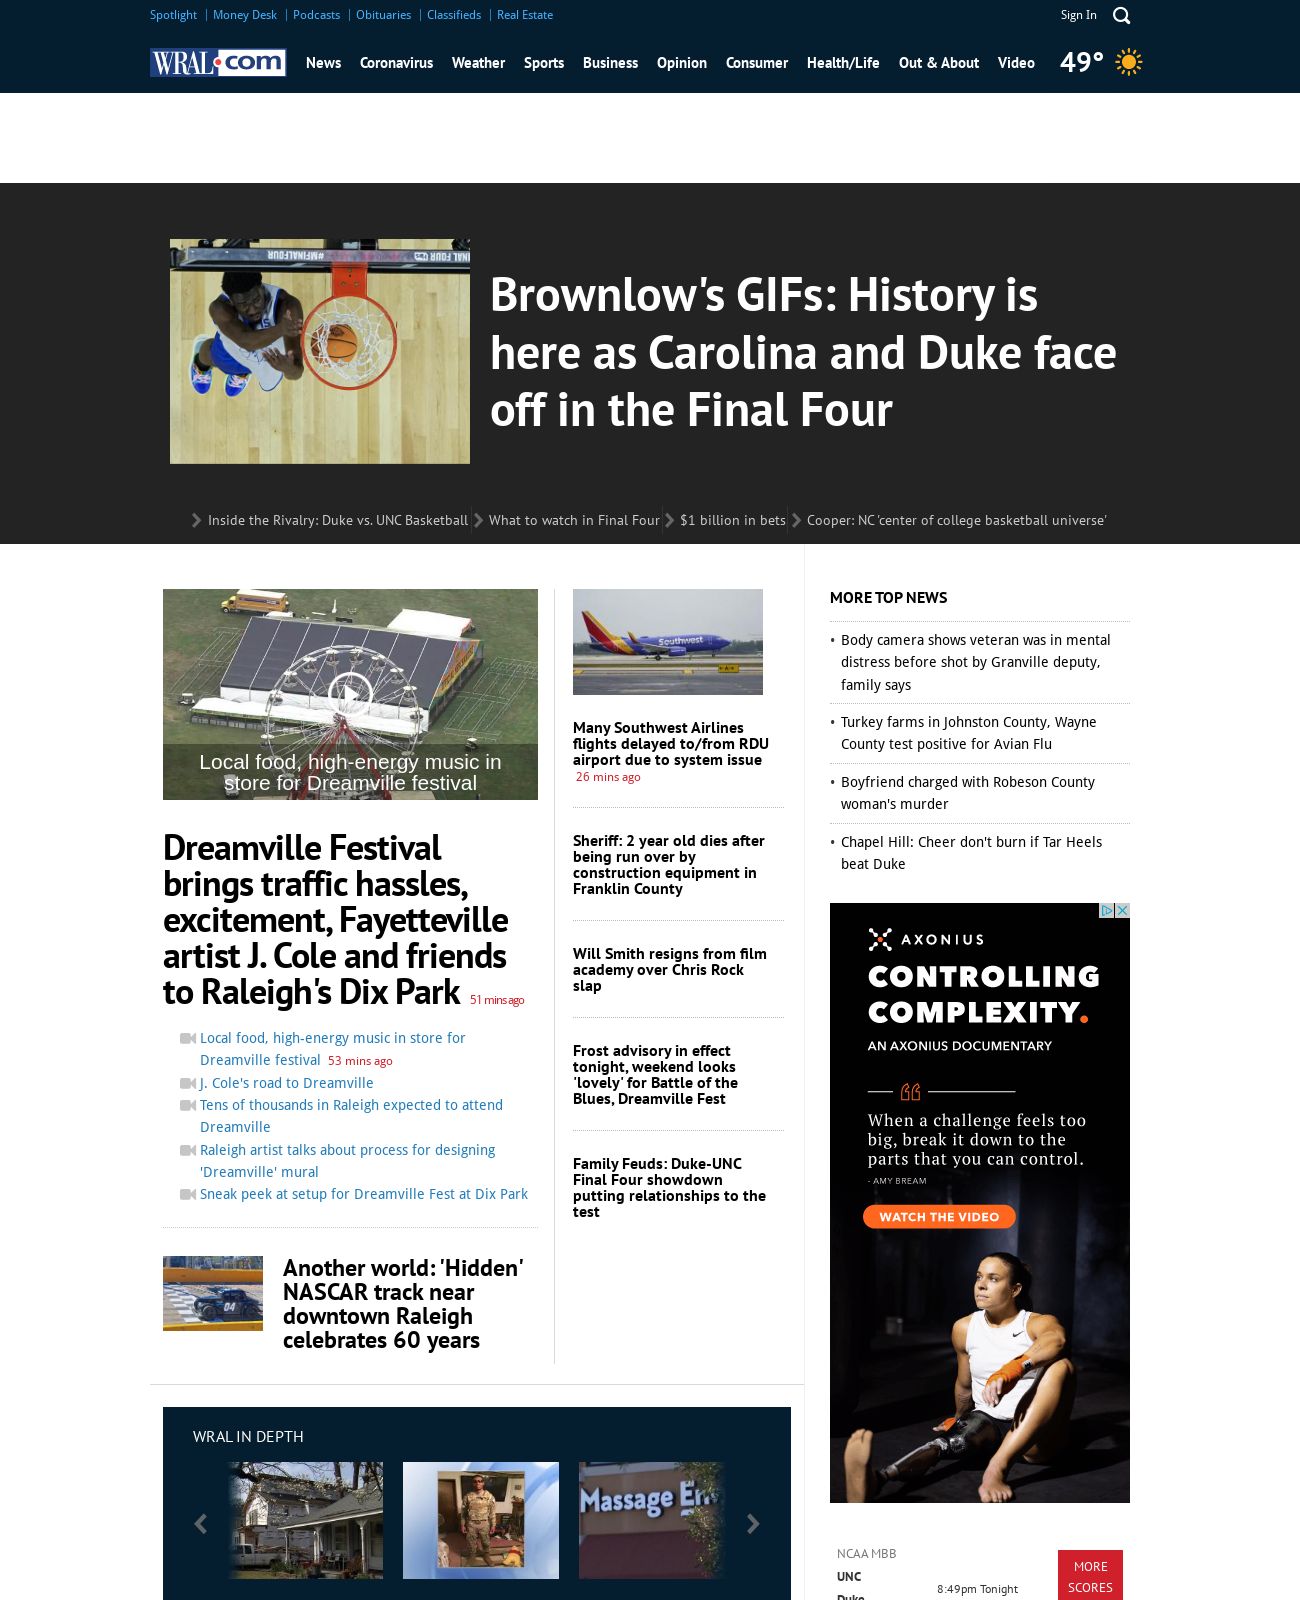 Spotlight
Money Desk
Podcasts
Obituaries
Classifieds
Real Estate
Sign In
WRAL.com
News
Coronavirus
Weather
Sports
Business
Opinion
Consumer
Health/Life
Out & About
Video
49°
#MFINALFOUR
Brownlow's GIFs: History is
here as Carolina and Duke face
off in the Final Four
Inside the Rivalry: Duke vs. UNC Basketball
What to watch in Final Four
$1 billion in bets
Cooper: NC 'center of college basketball universe'
Local food, high-energy music in
store for Dreamville festival
Dreamville Festival
brings traffic hassles,
excitement, Fayetteville
artist J. Cole and friends
to Raleigh's Dix Park 51 mins ago
Local food, high-energy music in store for
Dreamville festival 53 mins ago
J. Cole's road to Dreamville
Tens of thousands in Raleigh expected to attend
Dreamville
Raleigh artist talks about process for designing
'Dreamville' mural
Sneak peek at setup for Dreamville Fest at Dix Park
04
Another world: 'Hidden'
NASCAR track near
downtown Raleigh
celebrates 60 years
Southwest
Many Southwest Airlines
flights delayed to/from RDU
airport due to system issue
26 mins ago
Sheriff: 2 year old dies after
being run over by
construction equipment in
Franklin County
Will Smith resigns from film
academy over Chris Rock
slap
Frost advisory in effect
tonight, weekend looks
'lovely' for Battle of the
Blues, Dreamville Fest
Family Feuds: Duke-UNC
Final Four showdown
putting relationships to the
test
MORE TOP NEWS
• Body camera shows veteran was in mental
distress before shot by Granville deputy,
family says
• Turkey farms in Johnston County, Wayne
County test positive for Avian Flu
• Boyfriend charged with Robeson County
woman's murder
• Chapel Hill: Cheer don't burn if Tar Heels
beat Duke
AXONIUS
CONTROLLING
COMPLEXITY.
AN AXONIUS DOCUMENTARY
When a challenge feels too
big, break it down to the
parts that you can control.
- AMY BREAM
WATCH THE VIDEO
WRAL IN DEPTH
Massage En
NCAA MBB
UNC
8:49pm Tonight
Duke
MORE
SCORES